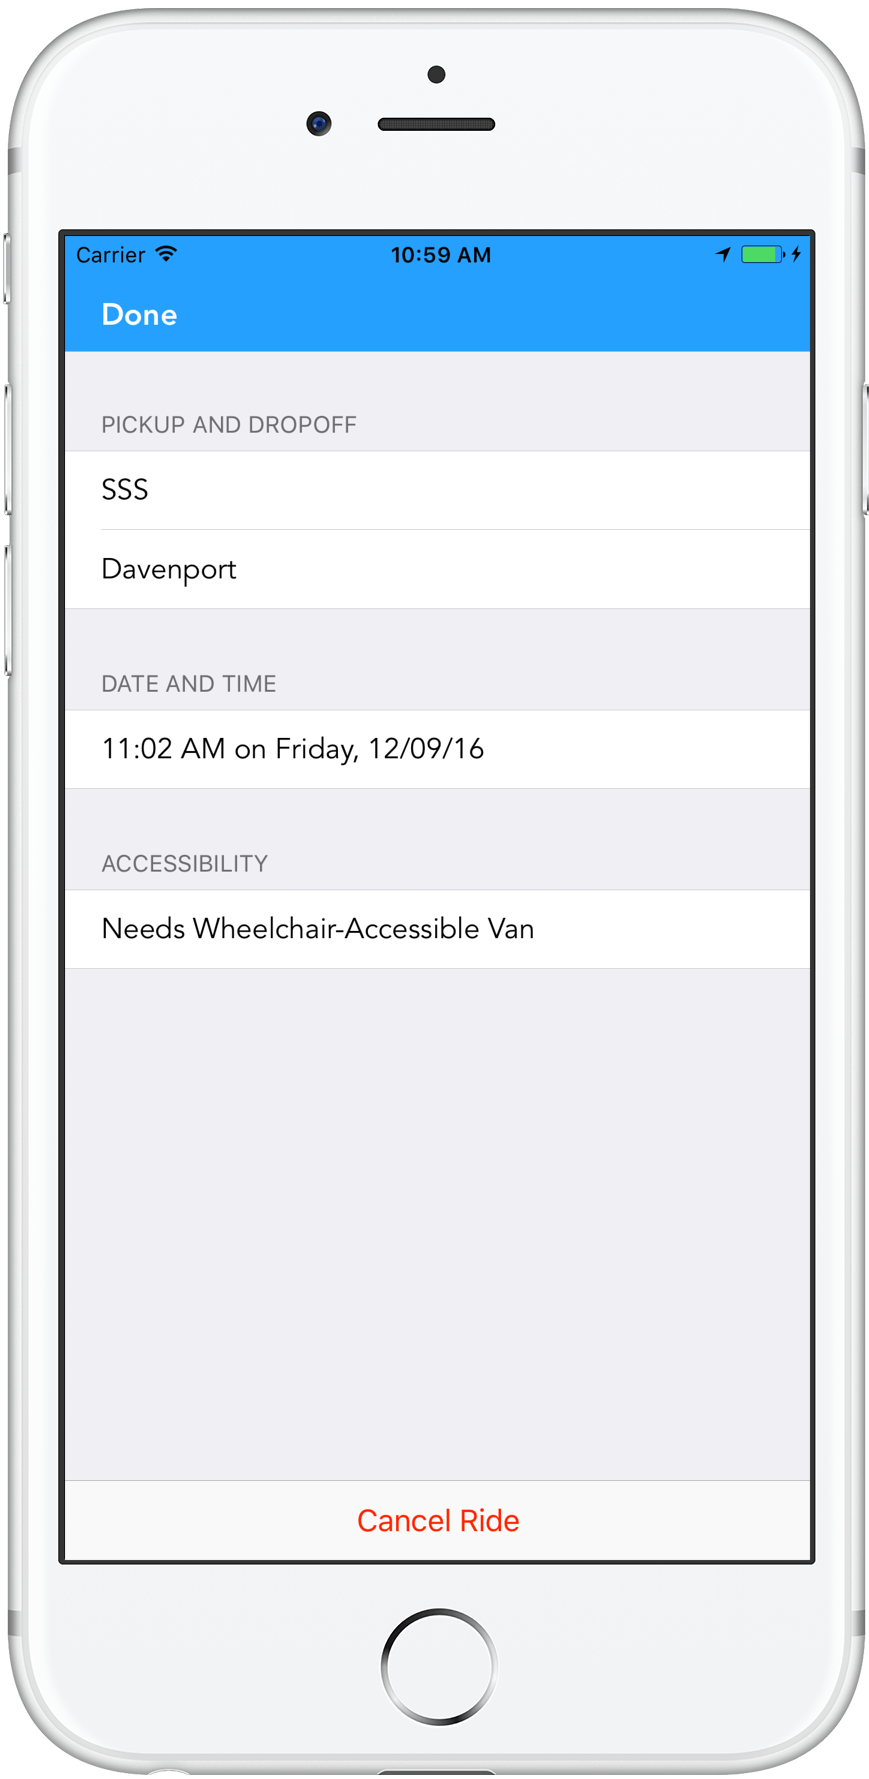 Carrier 10:59 AM
Done
PICKUP AND DROPOFF
SSS
Davenport
DATE AND TIME
11:02 AM on Friday, 12/09/16
ACCESSIBILITY
Needs Wheelchair-Accessible Van
Cancel Ride